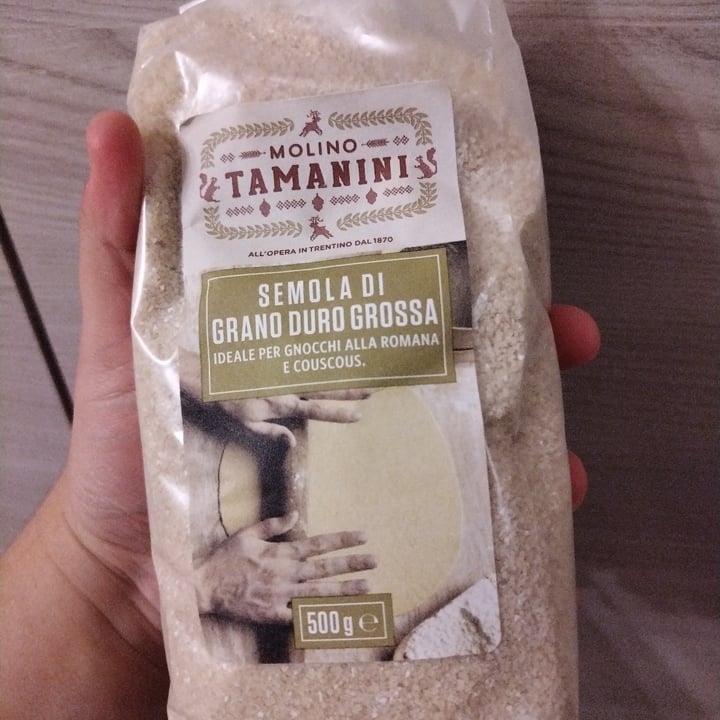 MOLINO
TAMANINI
ALL'OPERA IN TRENTINO DAL 1870
SEMOLA DI
GRANO DURO GROSSA
IDEALE PER GNOCCHI ALLA ROMANA
E COUSCOUS.
500 g ℮